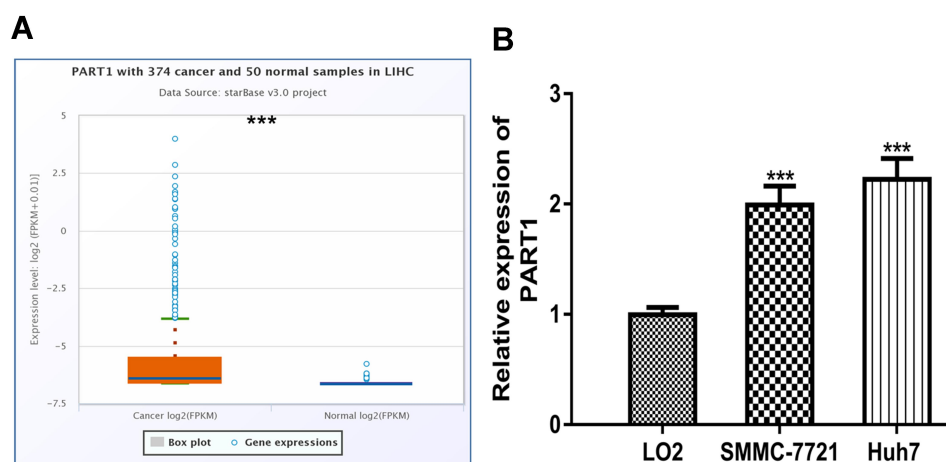 A
PART1 with 374 cancer and 50 normal samples in LIHC
Data Source: starBase v3.0 project
***
Expression level: log2 (FPKM+0.01)]
5
2.5
0
−2.5
−5
−7.5
Cancer log2(FPKM)
Normal log2(FPKM)
Box plot
Gene expressions
B
Relative expression of
PART1
3
2
1
0
***
***
LO2
SMMC-7721
Huh7